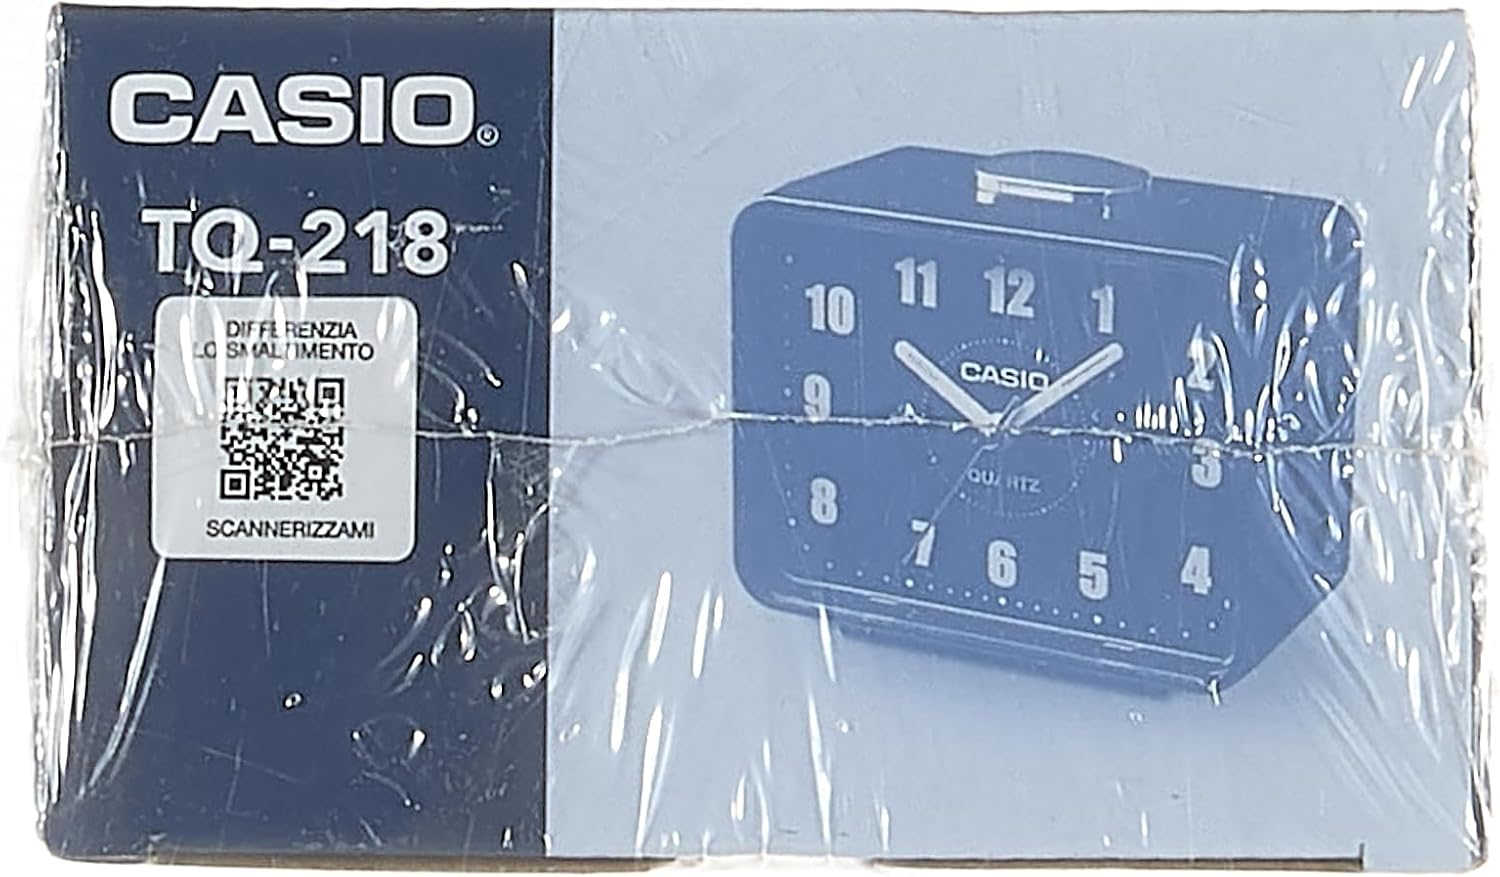 CASIO®
TQ-218
DIFFERENZIA
LO SMALTIMENTO
SCANNERIZZAMI
11 12 1
10 2
CASIO
9 3
QUARTZ
8 4
7 6 5